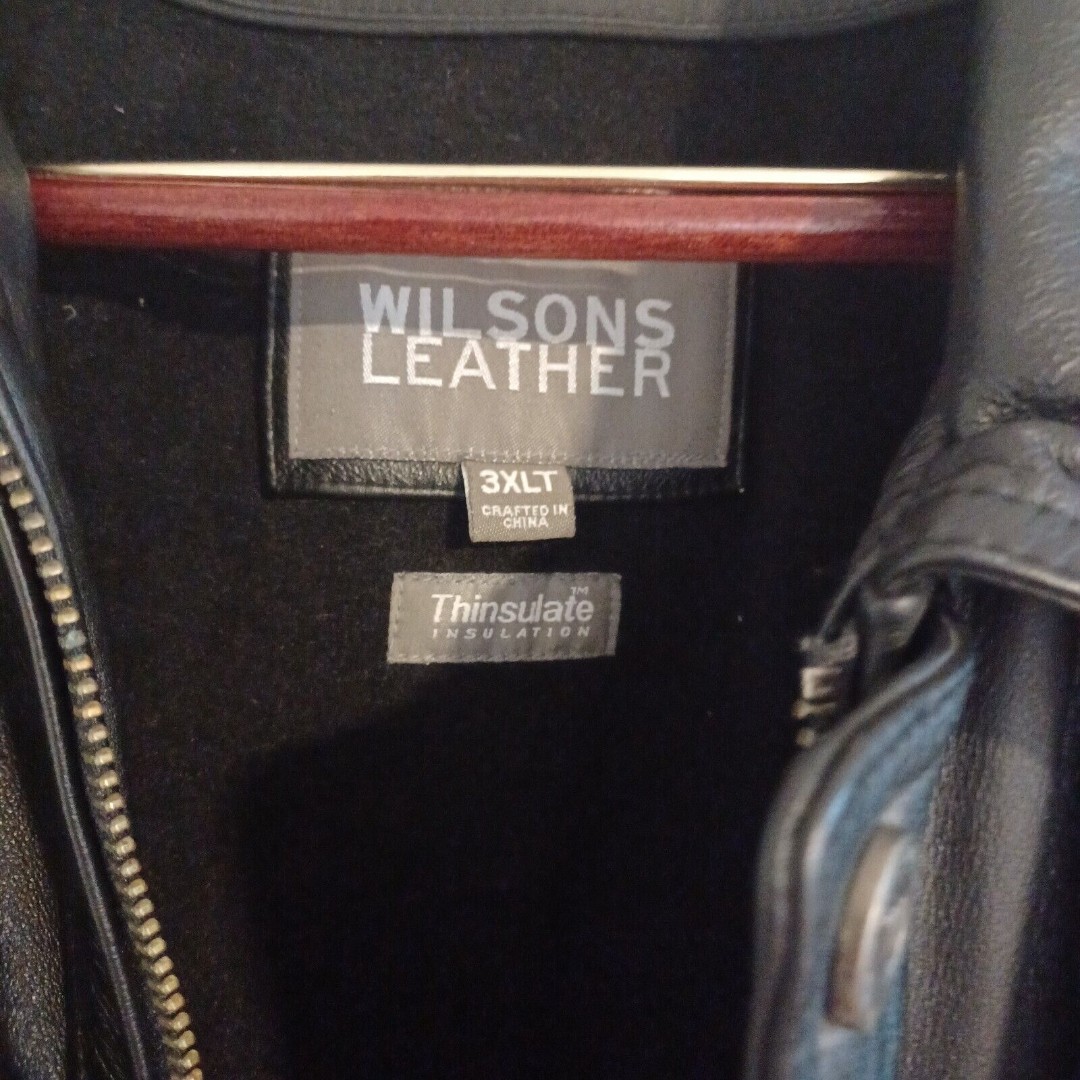 WILSONS
LEATHER
3XLT
CRAFTED IN
CHINA
Thinsulate™
INSULATION